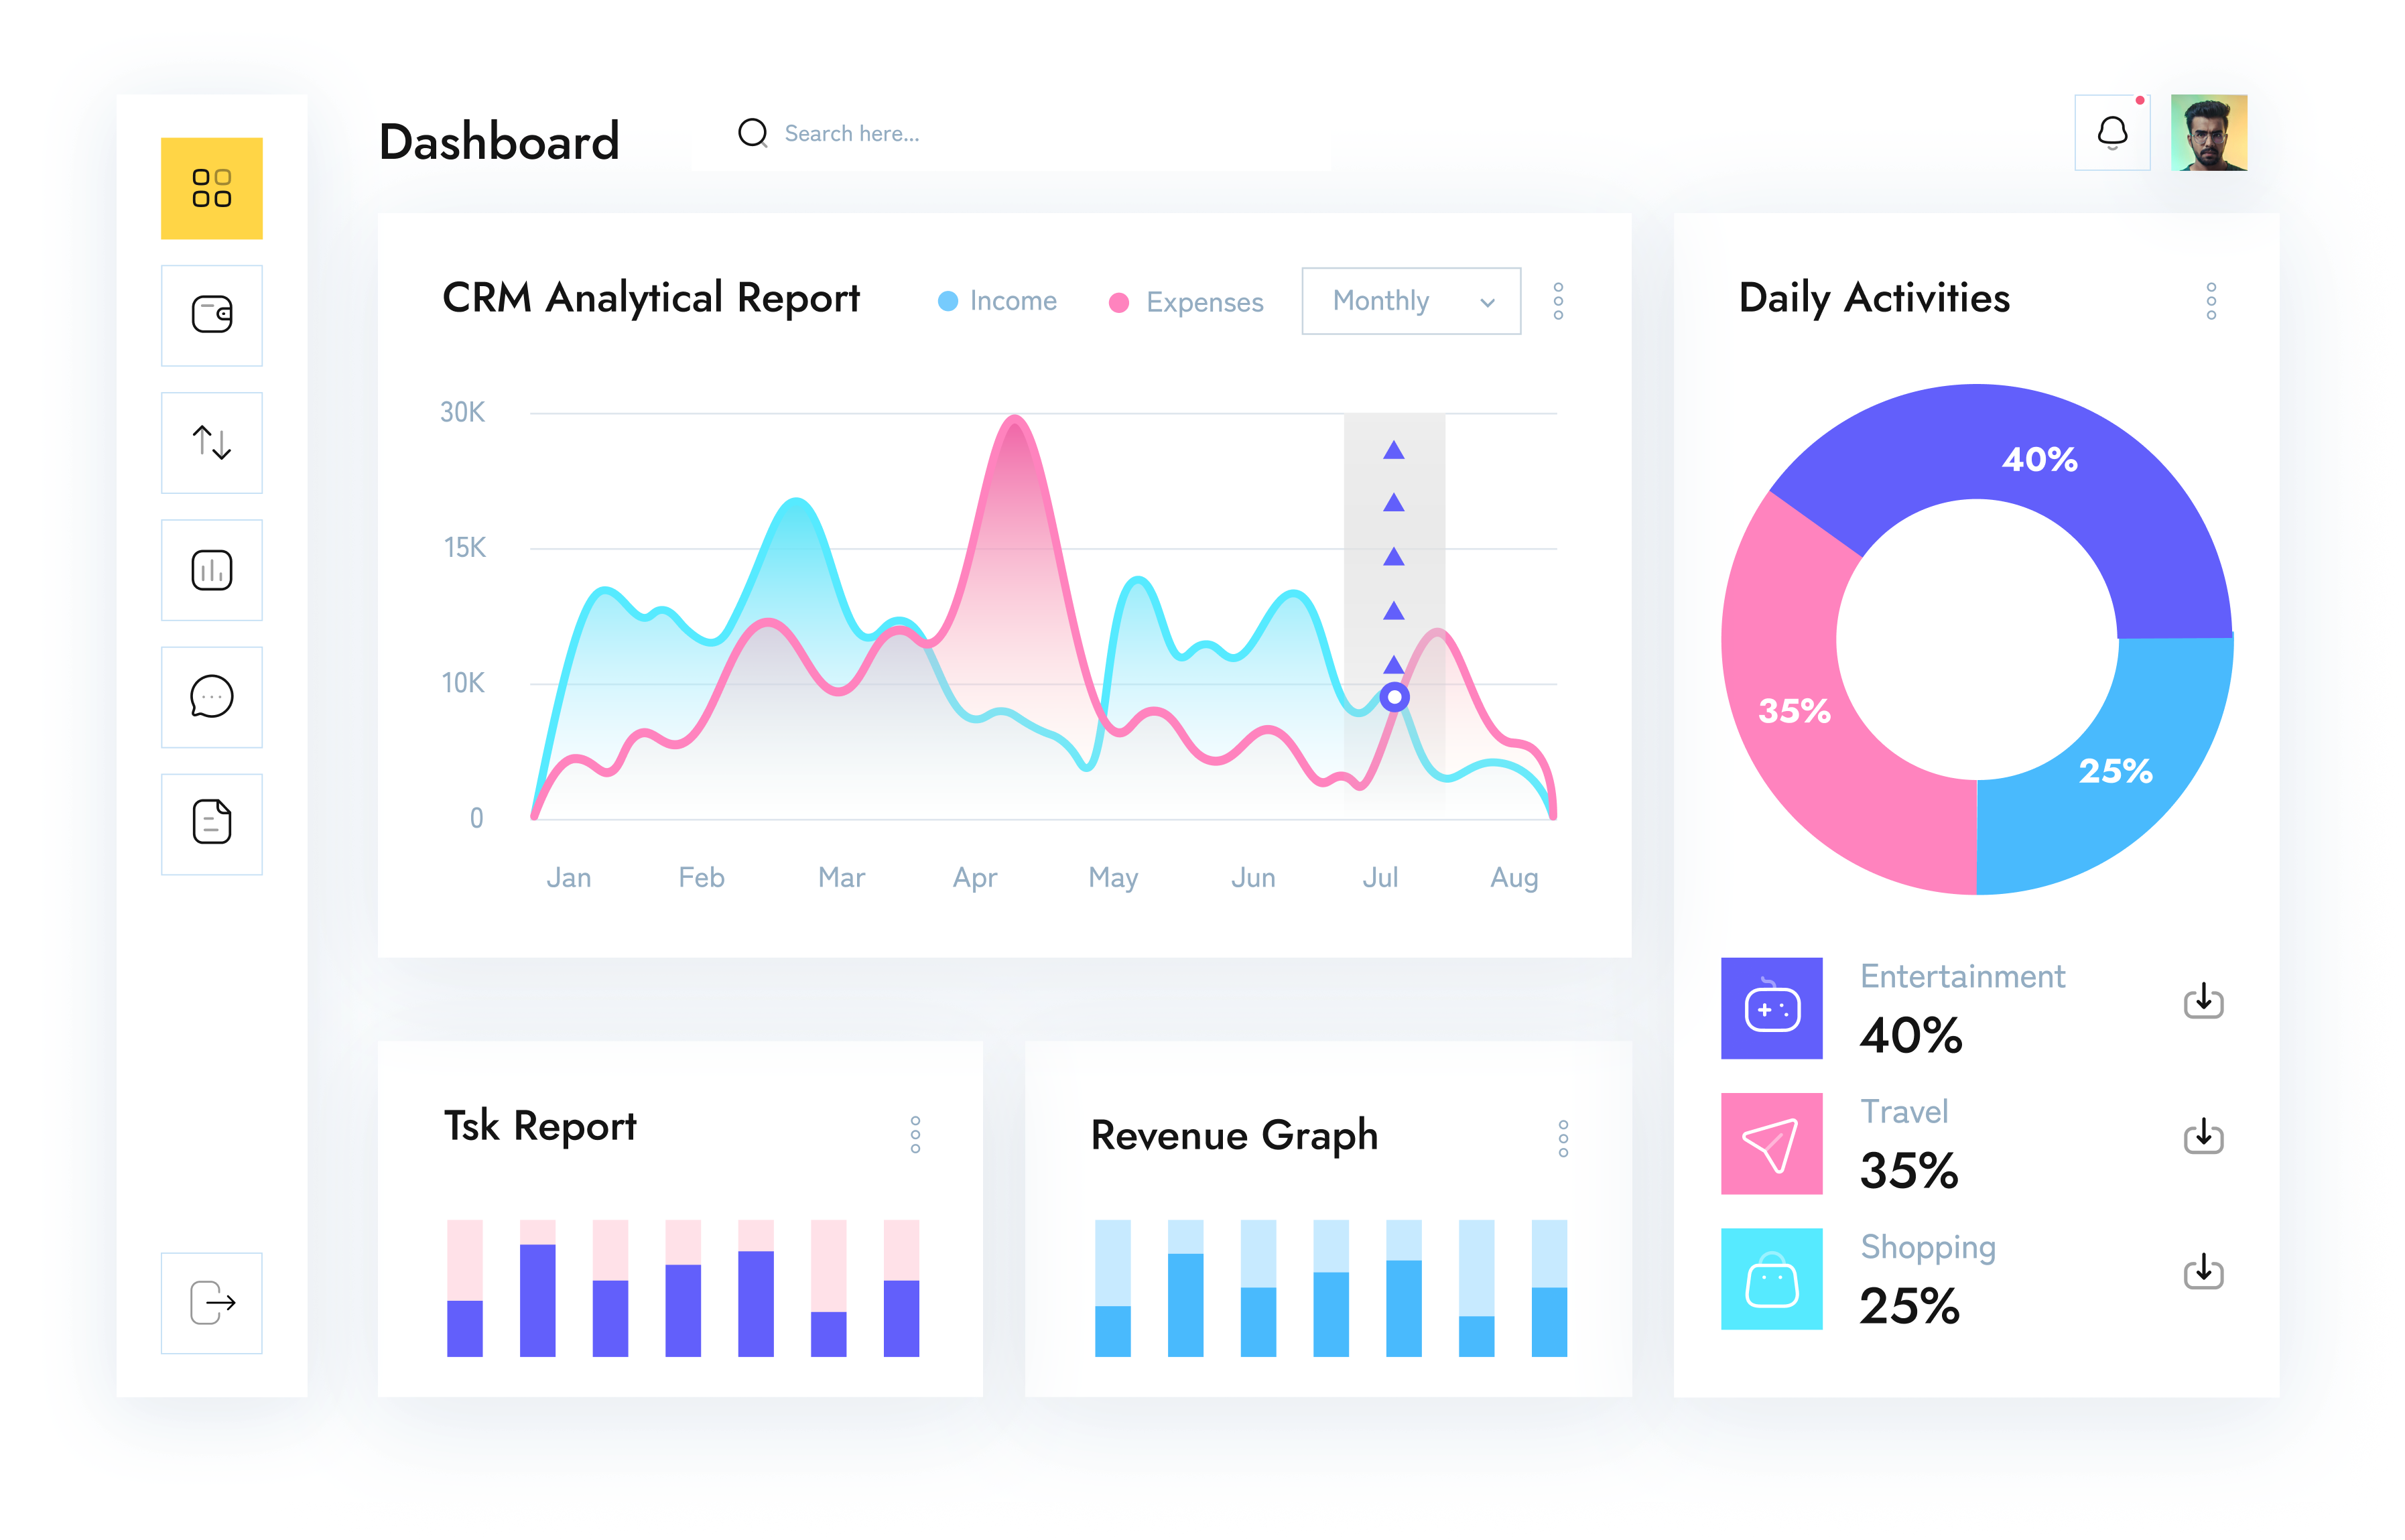 Dashboard
Search here...
CRM Analytical Report
Income
Expenses
Monthly
30K
15K
10K
0
Jan
Feb
Mar
Apr
May
Jun
Jul
Aug
Daily Activities
40%
35%
25%
Entertainment
40%
Travel
35%
Shopping
25%
Tsk Report
Revenue Graph